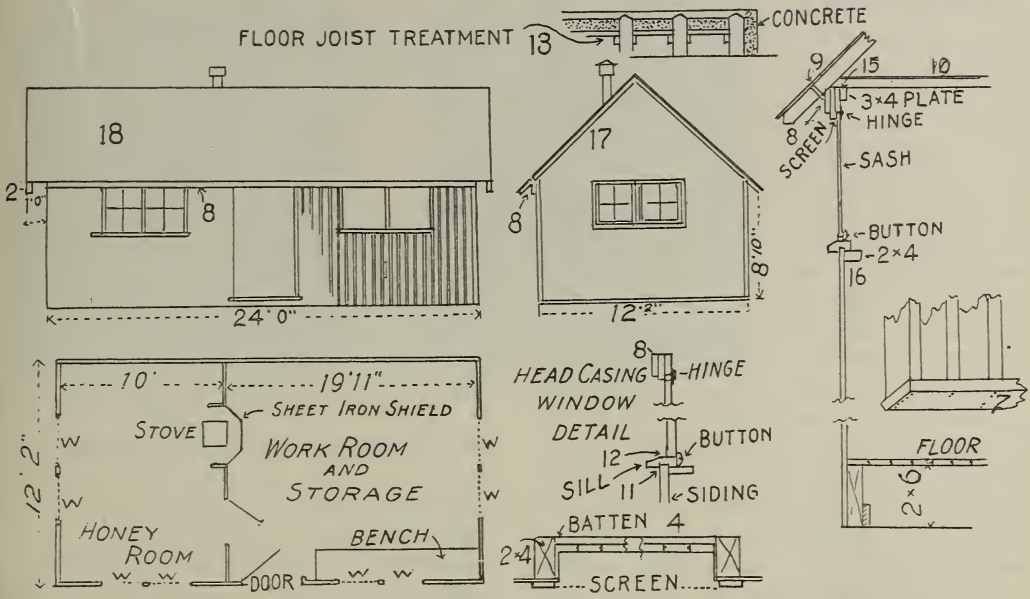 FLOOR JOIST TREATMENT 13
CONCRETE
18
2
1'0"
8
24'0"
17
8
12'2"
8'10"
9
15
10
8
3×4 PLATE
HINGE
SCREEN
SASH
BUTTON
2×4
16
7
FLOOR
2×6
10'
19'11"
12' 2"
SHEET IRON SHIELD
STOVE
W
W
WORK ROOM
AND
STORAGE
W
W
HONEY
ROOM
BENCH
W
W
DOOR
W
W
8
HEAD CASING
HINGE
WINDOW
DETAIL
12
BUTTON
SILL
11
SIDING
BATTEN 4
2×4
SCREEN